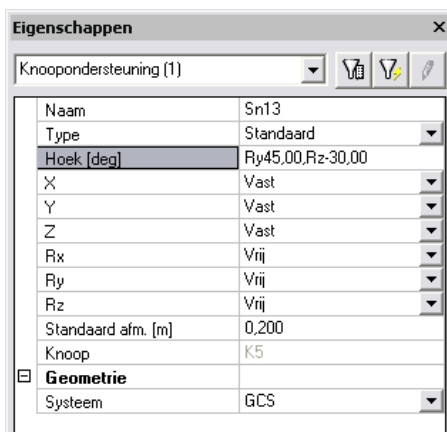 Eigenschappen
Knoopondersteuning (1)
Naam Sn13
Type Standaard
Hoek [deg] Ry45,00,Rz-30,00
X Vast
Y Vast
Z Vast
Rx Vrij
Ry Vrij
Rz Vrij
Standaard afm. [m] 0,200
Knoop K5
Geometrie
Systeem GCS